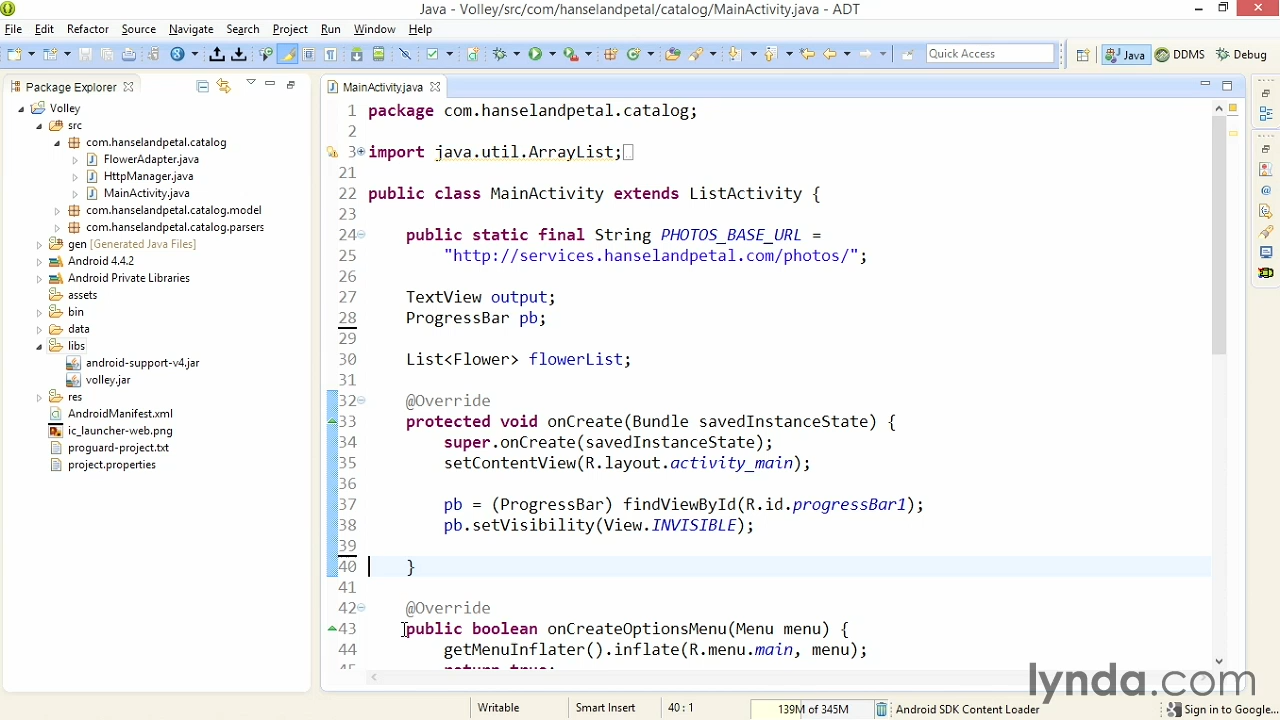 Java - Volley/src/com/hanselandpetal/catalog/MainActivity.java - ADT
File Edit Refactor Source Navigate Search Project Run Window Help
Quick Access Java DDMS Debug
Package Explorer
Volley
src
com.hanselandpetal.catalog
FlowerAdapter.java
HttpManager.java
MainActivity.java
com.hanselandpetal.catalog.model
com.hanselandpetal.catalog.parsers
gen [Generated Java Files]
Android 4.4.2
Android Private Libraries
assets
bin
data
libs
android-support-v4.jar
volley.jar
res
AndroidManifest.xml
ic_launcher-web.png
proguard-project.txt
project.properties
MainActivity.java
1 package com.hanselandpetal.catalog;
2
3 import java.util.ArrayList;
21
22 public class MainActivity extends ListActivity {
23
24 public static final String PHOTOS_BASE_URL =
25 "http://services.hanselandpetal.com/photos/";
26
27 TextView output;
28 ProgressBar pb;
29
30 List<Flower> flowerList;
31
32 @Override
33 protected void onCreate(Bundle savedInstanceState) {
34 super.onCreate(savedInstanceState);
35 setContentView(R.layout.activity_main);
36
37 pb = (ProgressBar) findViewById(R.id.progressBar1);
38 pb.setVisibility(View.INVISIBLE);
39
40 }
41
42 @Override
43 public boolean onCreateOptionsMenu(Menu menu) {
44 getMenuInflater().inflate(R.menu.main, menu);
45 return true;
lynda.com
Writable Smart Insert 40 : 1 139M of 345M Android SDK Content Loader Sign in to Google...